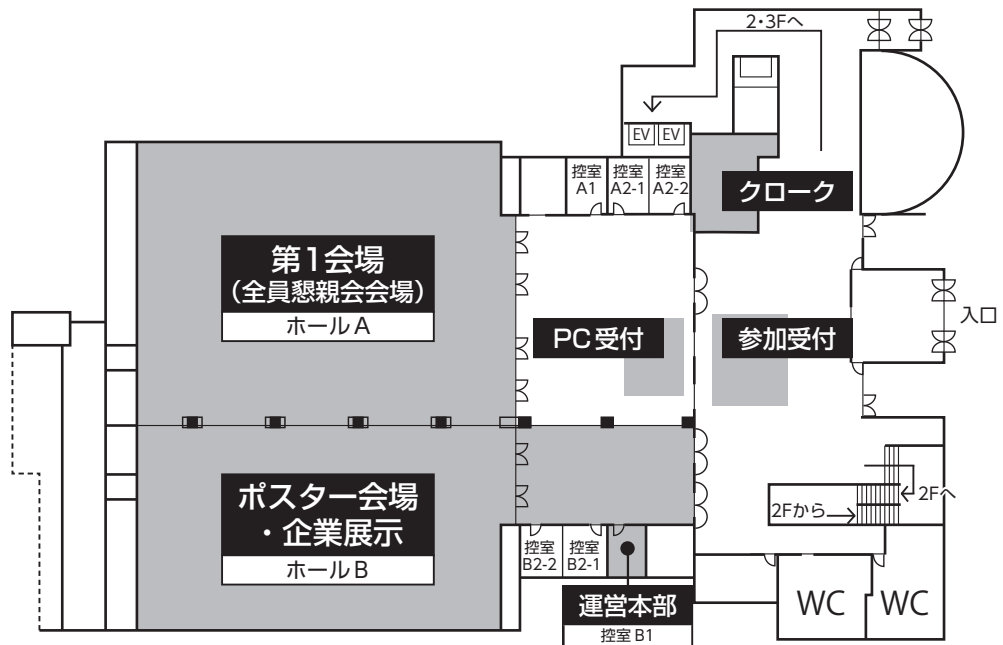 2・3Fへ
EV
EV
控室
A1
控室
A2-1
控室
A2-2
クローク
第1会場
（全員懇親会会場）
ホールA
PC受付
参加受付
入口
ポスター会場
・企業展示
ホールB
2Fから
2Fへ
控室
B2-2
控室
B2-1
運営本部
控室 B1
WC
WC